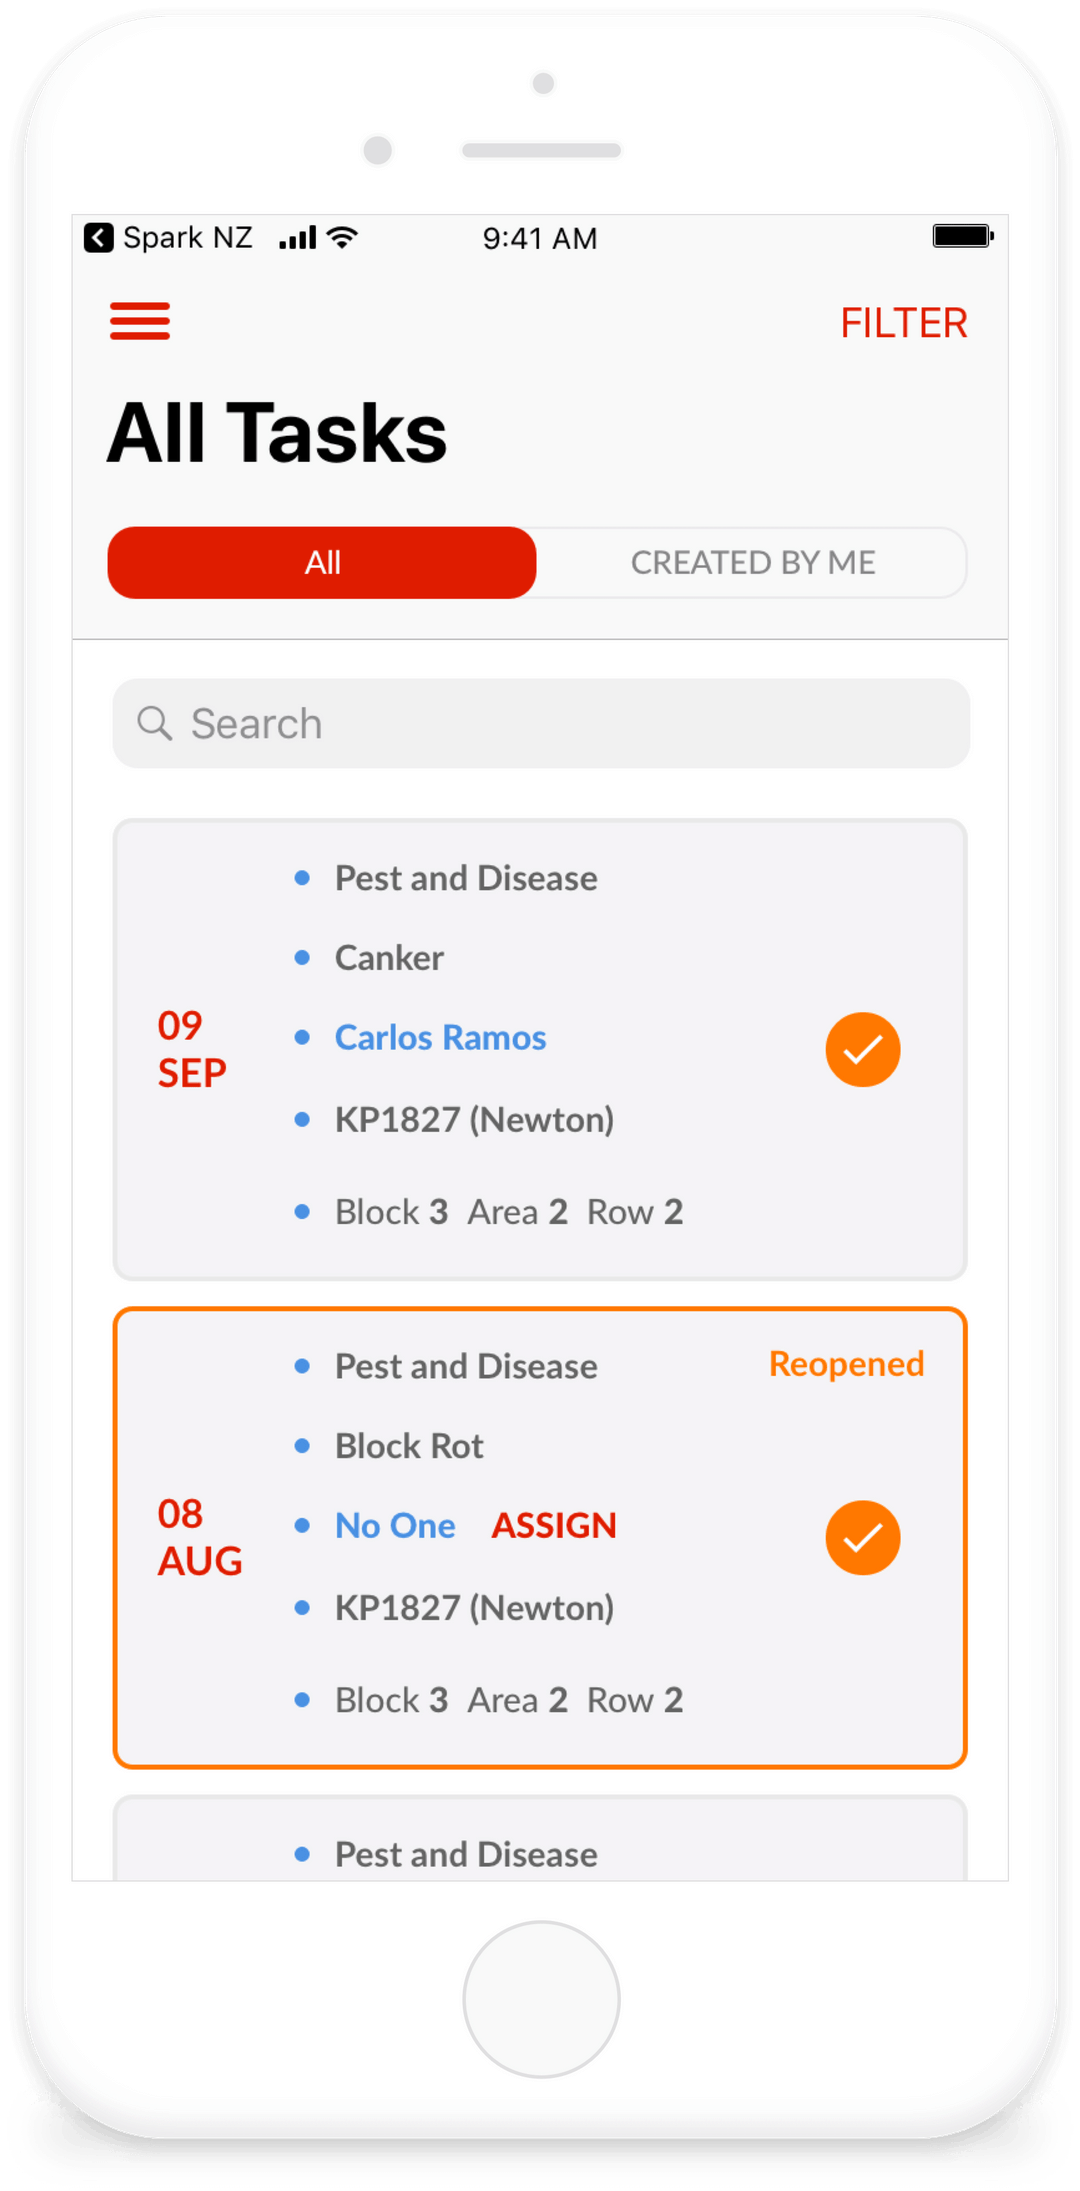 Spark NZ 9:41 AM
FILTER
All Tasks
All CREATED BY ME
Search
Pest and Disease
Canker
09 SEP
Carlos Ramos
KP1827 (Newton)
Block 3 Area 2 Row 2
Pest and Disease Reopened
Block Rot
08 AUG
No One ASSIGN
KP1827 (Newton)
Block 3 Area 2 Row 2
Pest and Disease